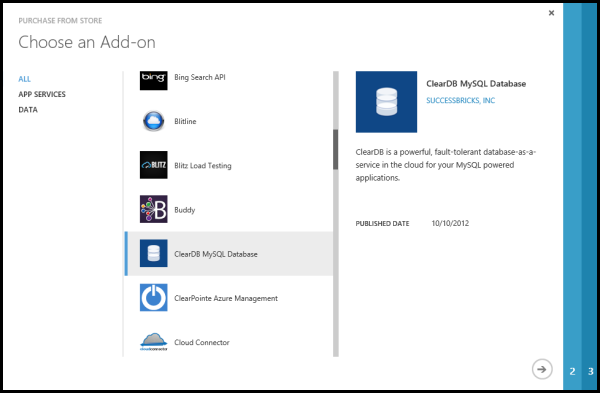 PURCHASE FROM STORE
Choose an Add-on
ALL
APP SERVICES
DATA
bing
Bing Search API
Blitline
BLITZ
Blitz Load Testing
B
Buddy
ClearDB MySQL Database
ClearPointe Azure Management
cloudconnector
Cloud Connector
ClearDB MySQL Database
SUCCESSBRICKS, INC
ClearDB is a powerful, fault-tolerant database-as-a-
service in the cloud for your MySQL powered
applications.
PUBLISHED DATE 10/10/2012
2 3